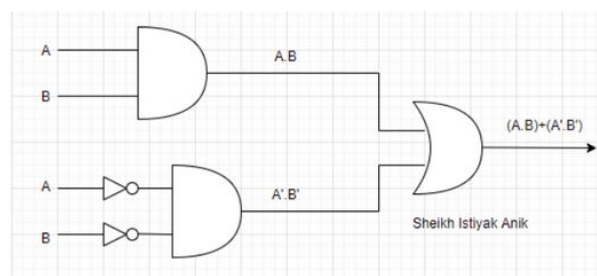 A
A.B
B
(A.B)+(A'.B')
A
A'.B'
B
Sheikh Istiyak Anik